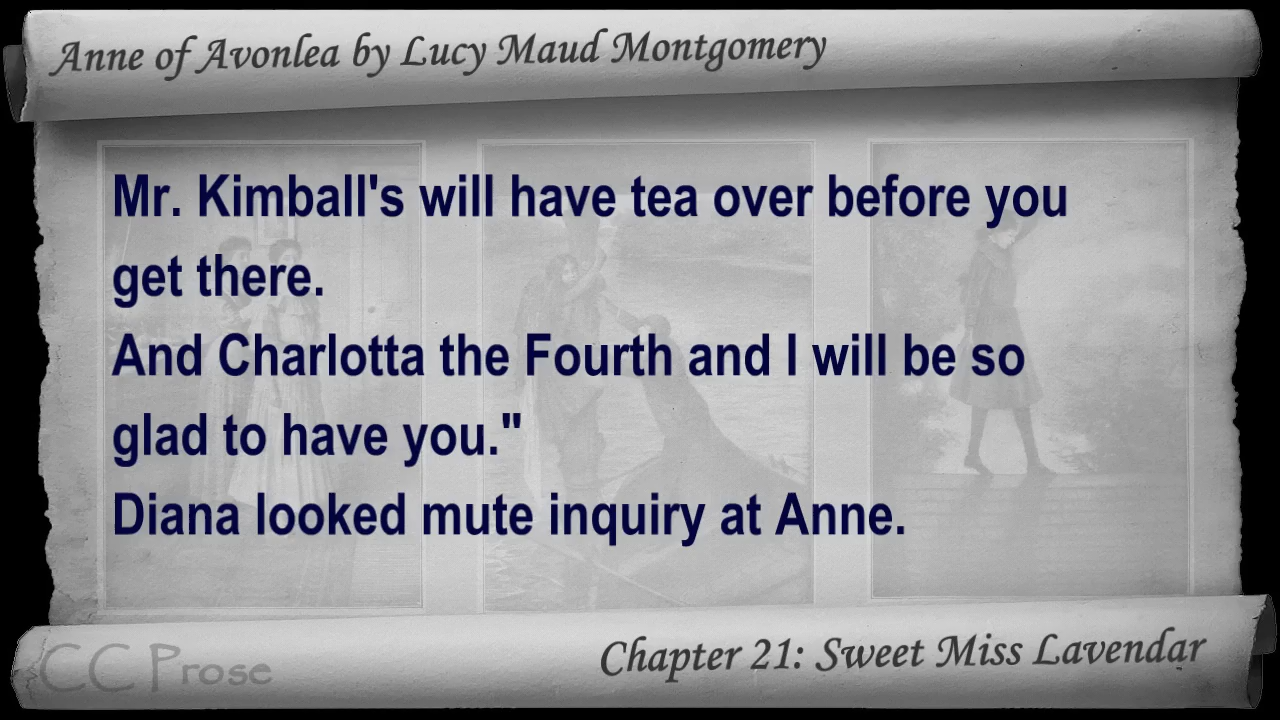 Anne of Avonlea by Lucy Maud Montgomery
Mr. Kimball's will have tea over before you
get there.
And Charlotta the Fourth and I will be so
glad to have you."
Diana looked mute inquiry at Anne.
CC Prose
Chapter 21: Sweet Miss Lavendar